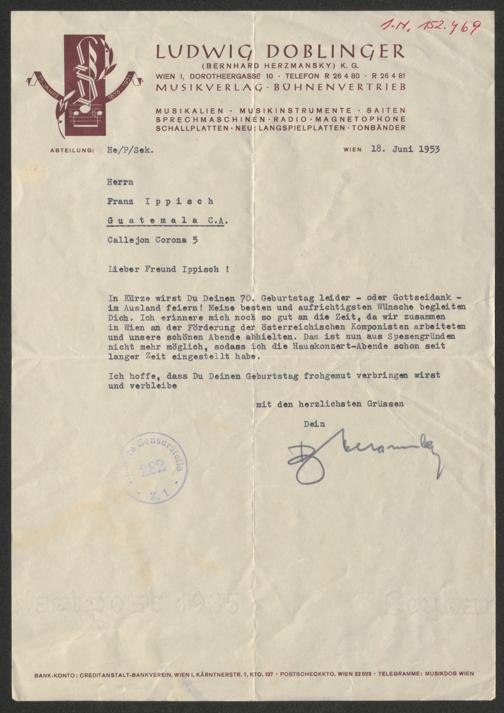 I.N. 152.469
LUDWIG DOBLINGER
(BERNHARD HERZMANSKY) K. G.
WIEN I, DOROTHEERGASSE 10 · TELEFON R 26 4 80 · R 26 4 81
MUSIKVERLAG · BÜHNENVERTRIEB
MUSIKALIEN · MUSIKINSTRUMENTE · SAITEN
SPRECHMASCHINEN · RADIO · MAGNETOPHONE
SCHALLPLATTEN · NEU: LANGSPIELPLATTEN · TONBÄNDER
ABTEILUNG: He/P/Sek.
WIEN 18. Juni 1953
Herrn
Franz I p p i s c h
G u a t e m a l a C.A.
Callejon Corona 5
Lieber Freund Ippisch !
In Kürze wirst Du Deinen 70. Geburtstag leider - oder Gottseidank -
im Ausland feiern! Meine besten und aufrichtigsten Wünsche begleiten
Dich. Ich erinnere mich noch so gut an die Zeit, da wir zusammen
in Wien an der Förderung der österreichischen Komponisten arbeiteten
und unsere schönen Abende abhielten. Das ist nun aus Spesengründen
nicht mehr möglich, sodass ich die Hauskonzert-Abende schon seit
langer Zeit eingestellt habe.
Ich hoffe, dass Du Deinen Geburtstag frohgemut verbringen wirst
und verbleibe
mit den herzlichsten Grüssen
Dein
Zensurstelle
282
Z. 1.
BANK-KONTO: CREDITANSTALT-BANKVEREIN, WIEN I, KÄRNTNERSTR. 7, KTO. 197 · POSTSCHECKKTO. WIEN 22 523 · TELEGRAMME: MUSIKDOB WIEN